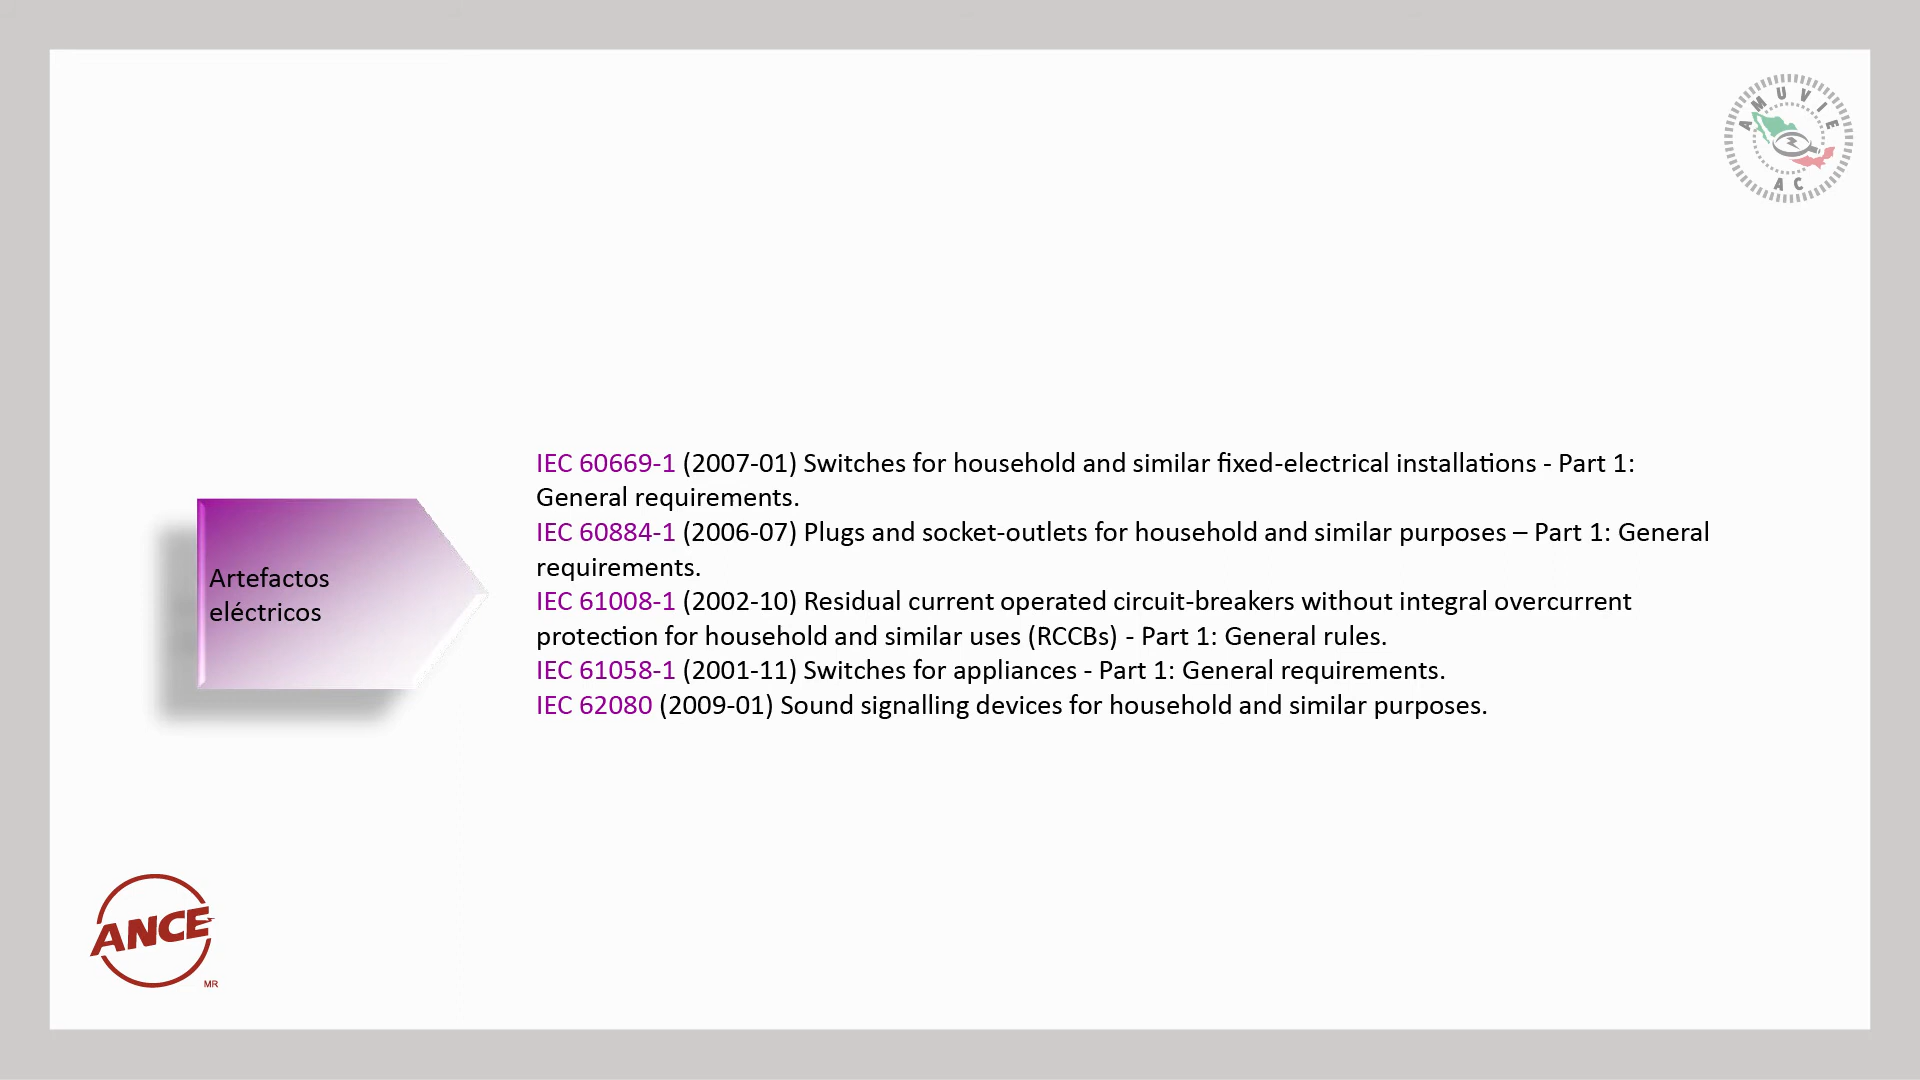 AMUVIE
AC
IEC 60669-1 (2007-01) Switches for household and similar fixed-electrical installations - Part 1:
General requirements.
IEC 60884-1 (2006-07) Plugs and socket-outlets for household and similar purposes – Part 1: General
requirements.
IEC 61008-1 (2002-10) Residual current operated circuit-breakers without integral overcurrent
protection for household and similar uses (RCCBs) - Part 1: General rules.
IEC 61058-1 (2001-11) Switches for appliances - Part 1: General requirements.
IEC 62080 (2009-01) Sound signalling devices for household and similar purposes.
Artefactos
eléctricos
ANCE
MR